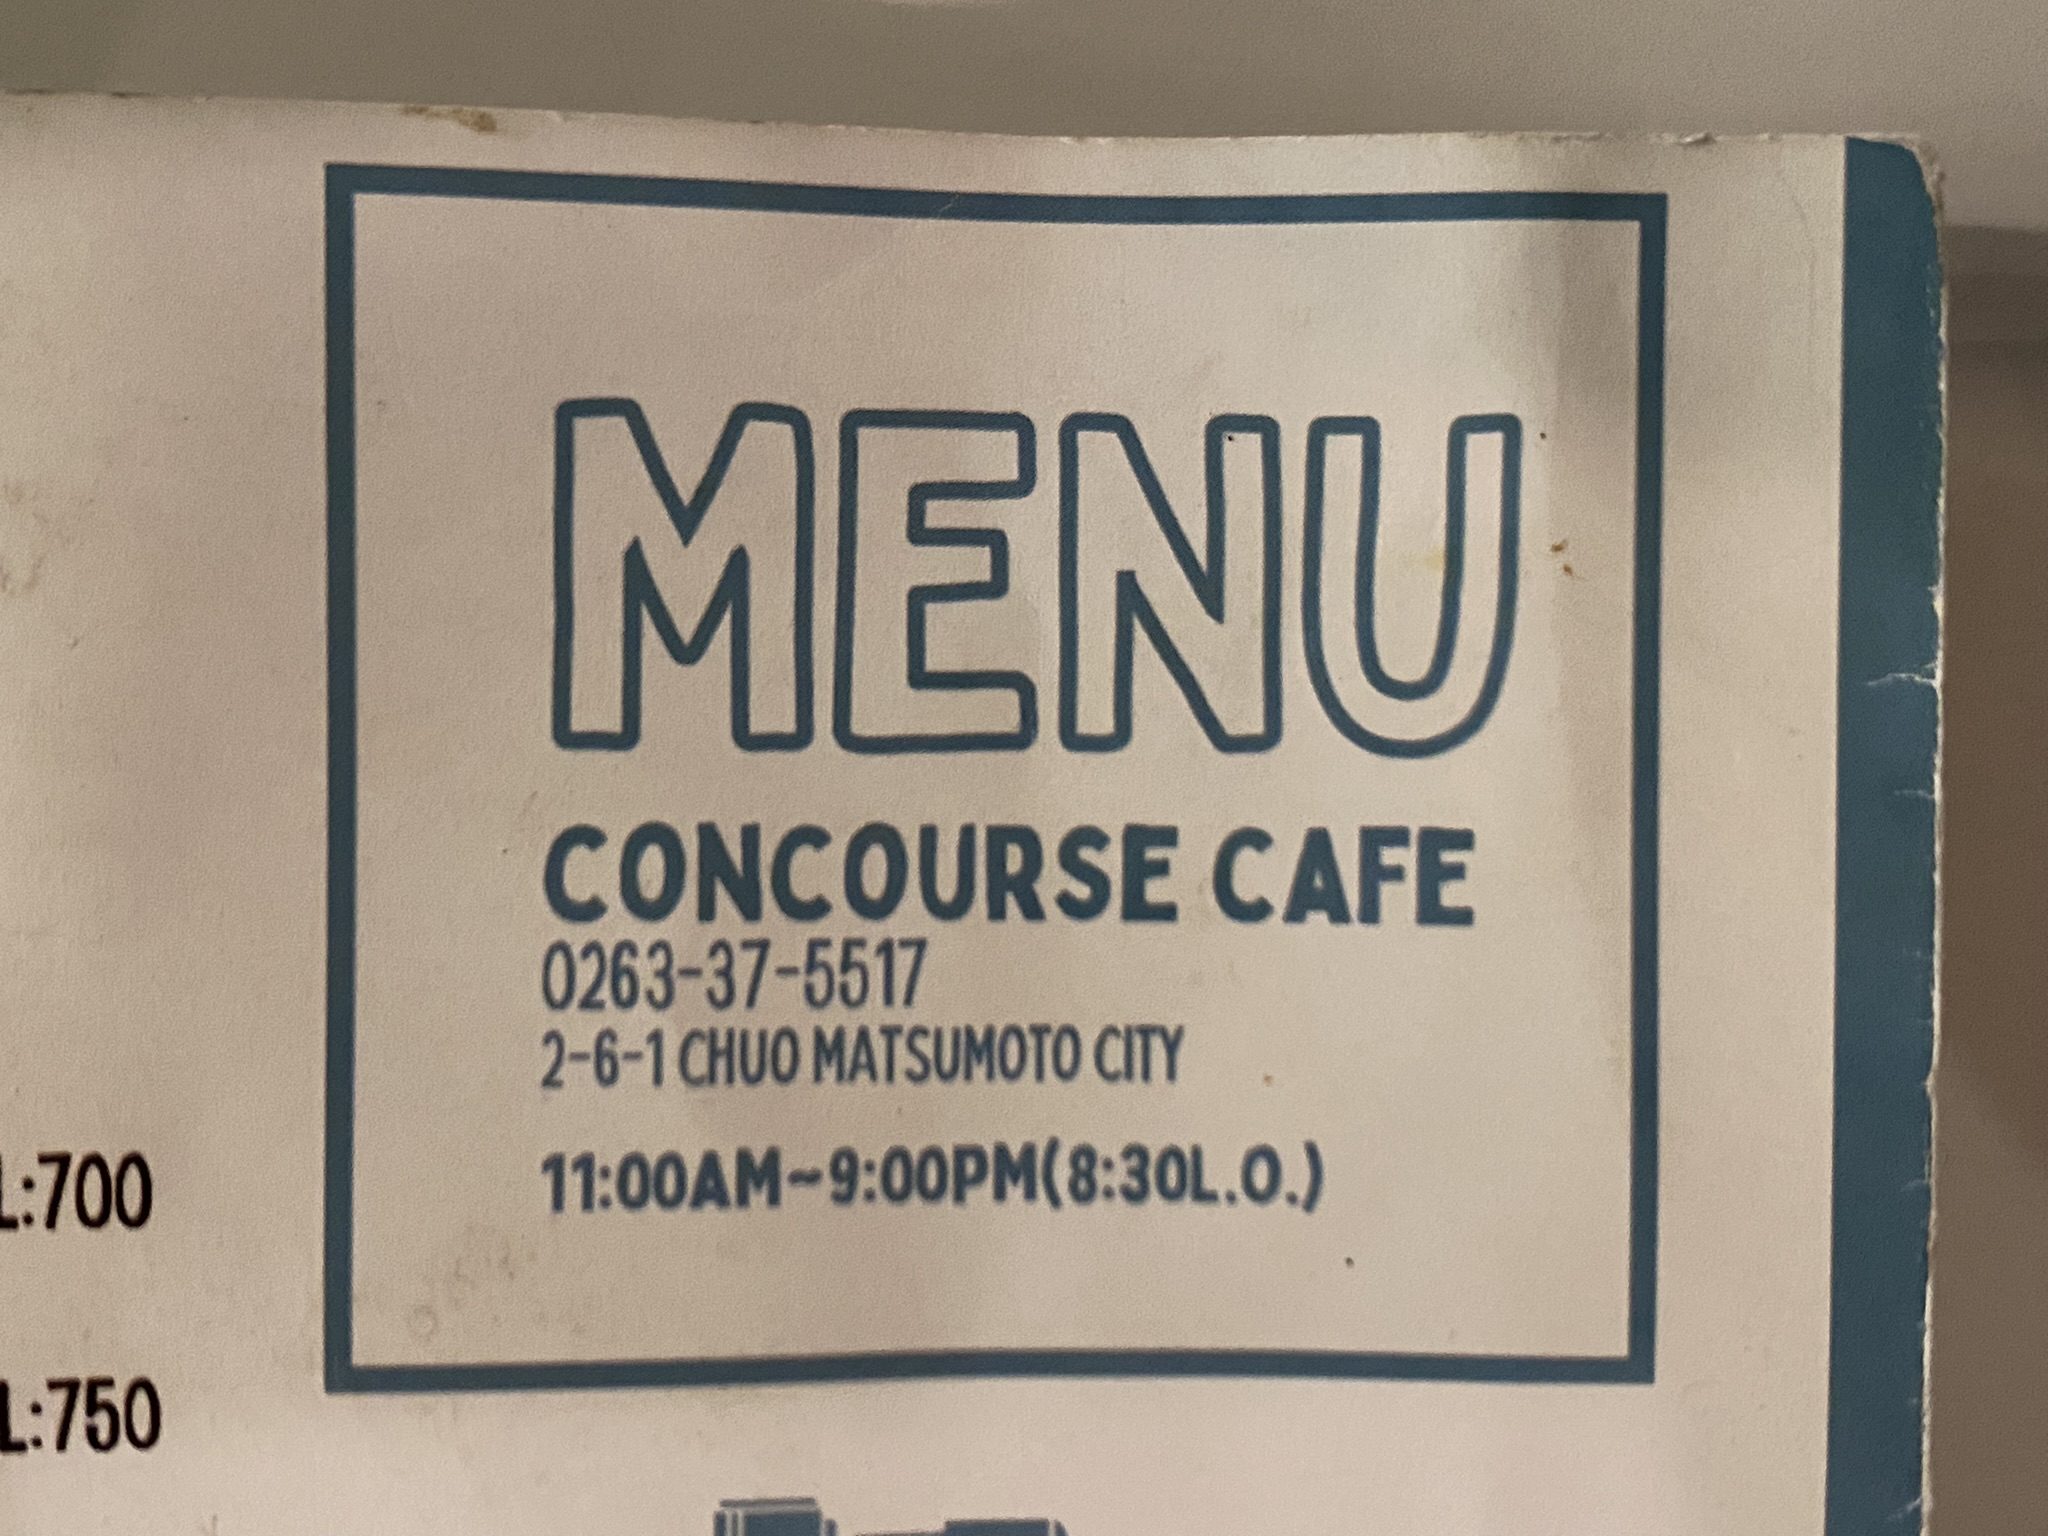 MENU
CONCOURSE CAFE
0263-37-5517
2-6-1 CHUO MATSUMOTO CITY
11:00AM~9:00PM(8:30L.O.)
L:700
L:750